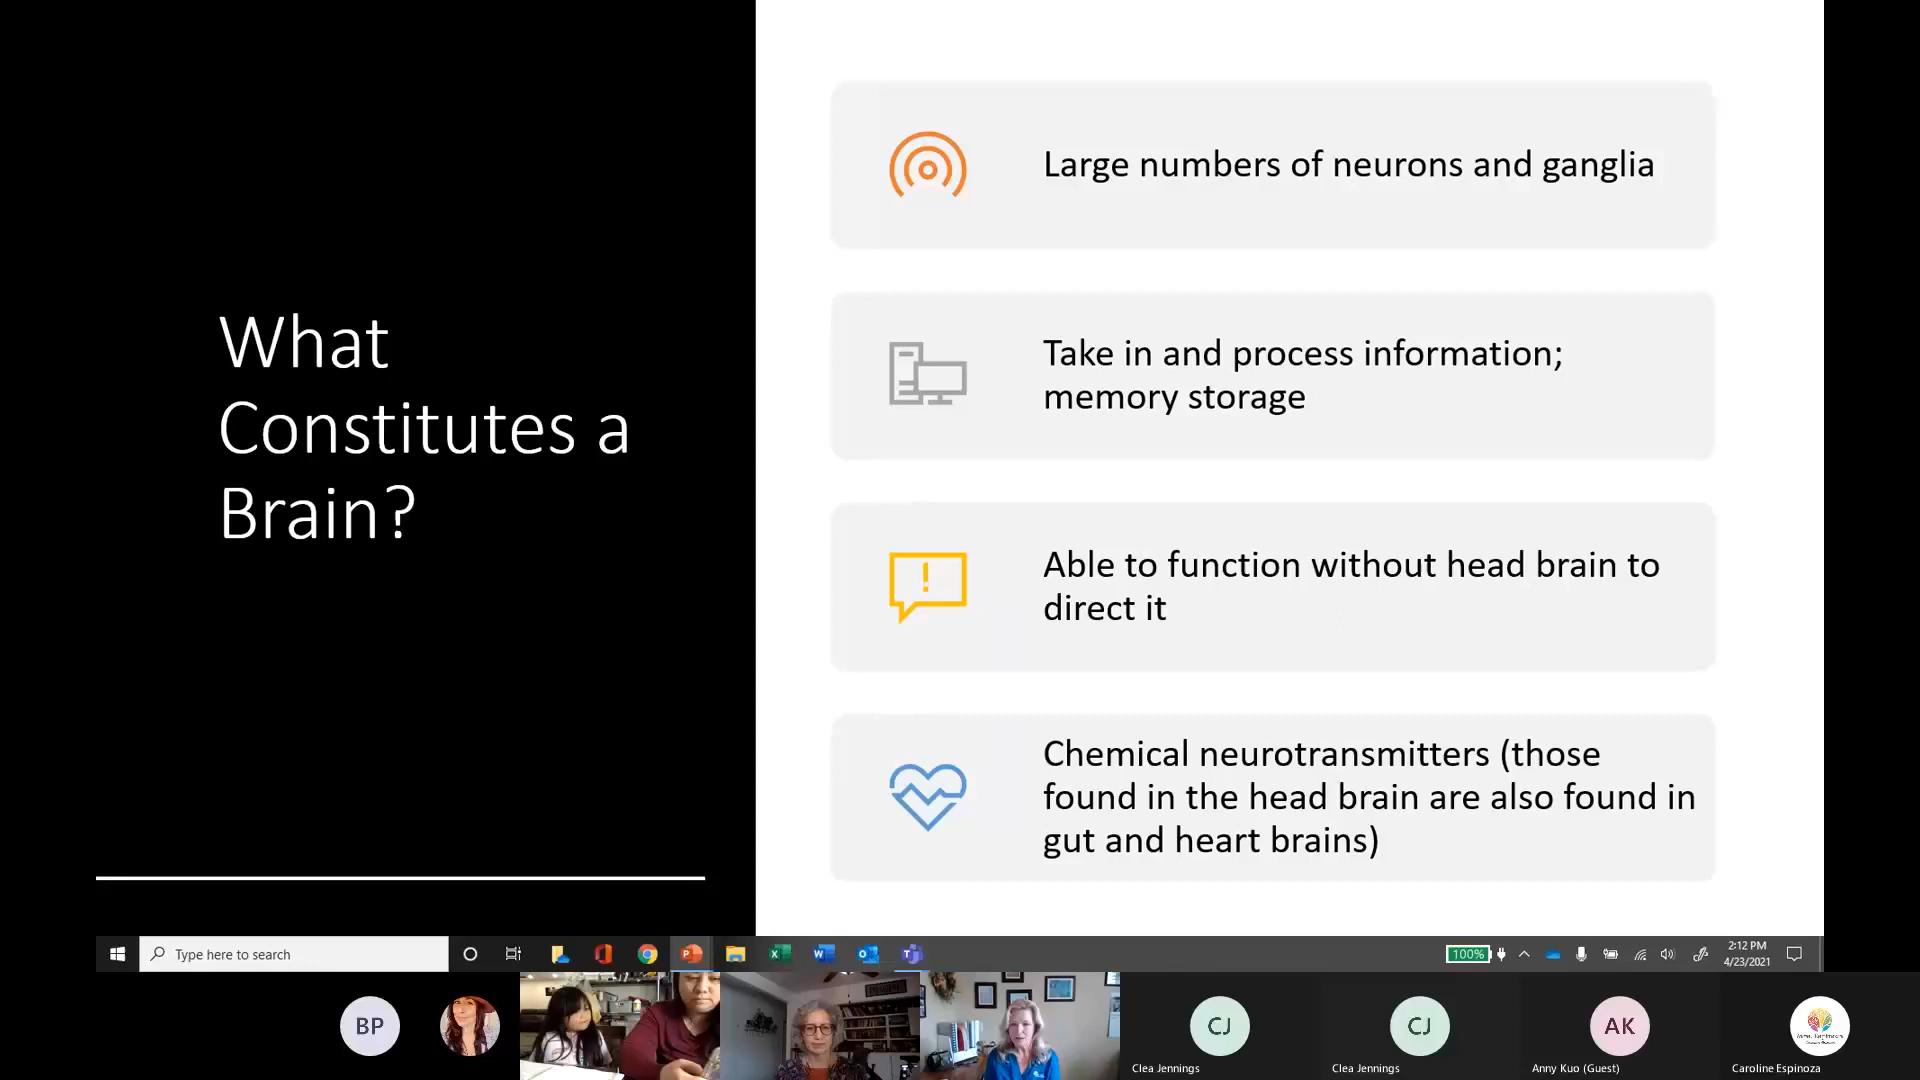 What
Constitutes a
Brain?
Large numbers of neurons and ganglia
Take in and process information;
memory storage
Able to function without head brain to
direct it
Chemical neurotransmitters (those
found in the head brain are also found in
gut and heart brains)
Type here to search
100%
2:12 PM
4/23/2021
BP
CJ
Clea Jennings
CJ
Clea Jennings
AK
Anny Kuo (Guest)
Caroline Espinoza